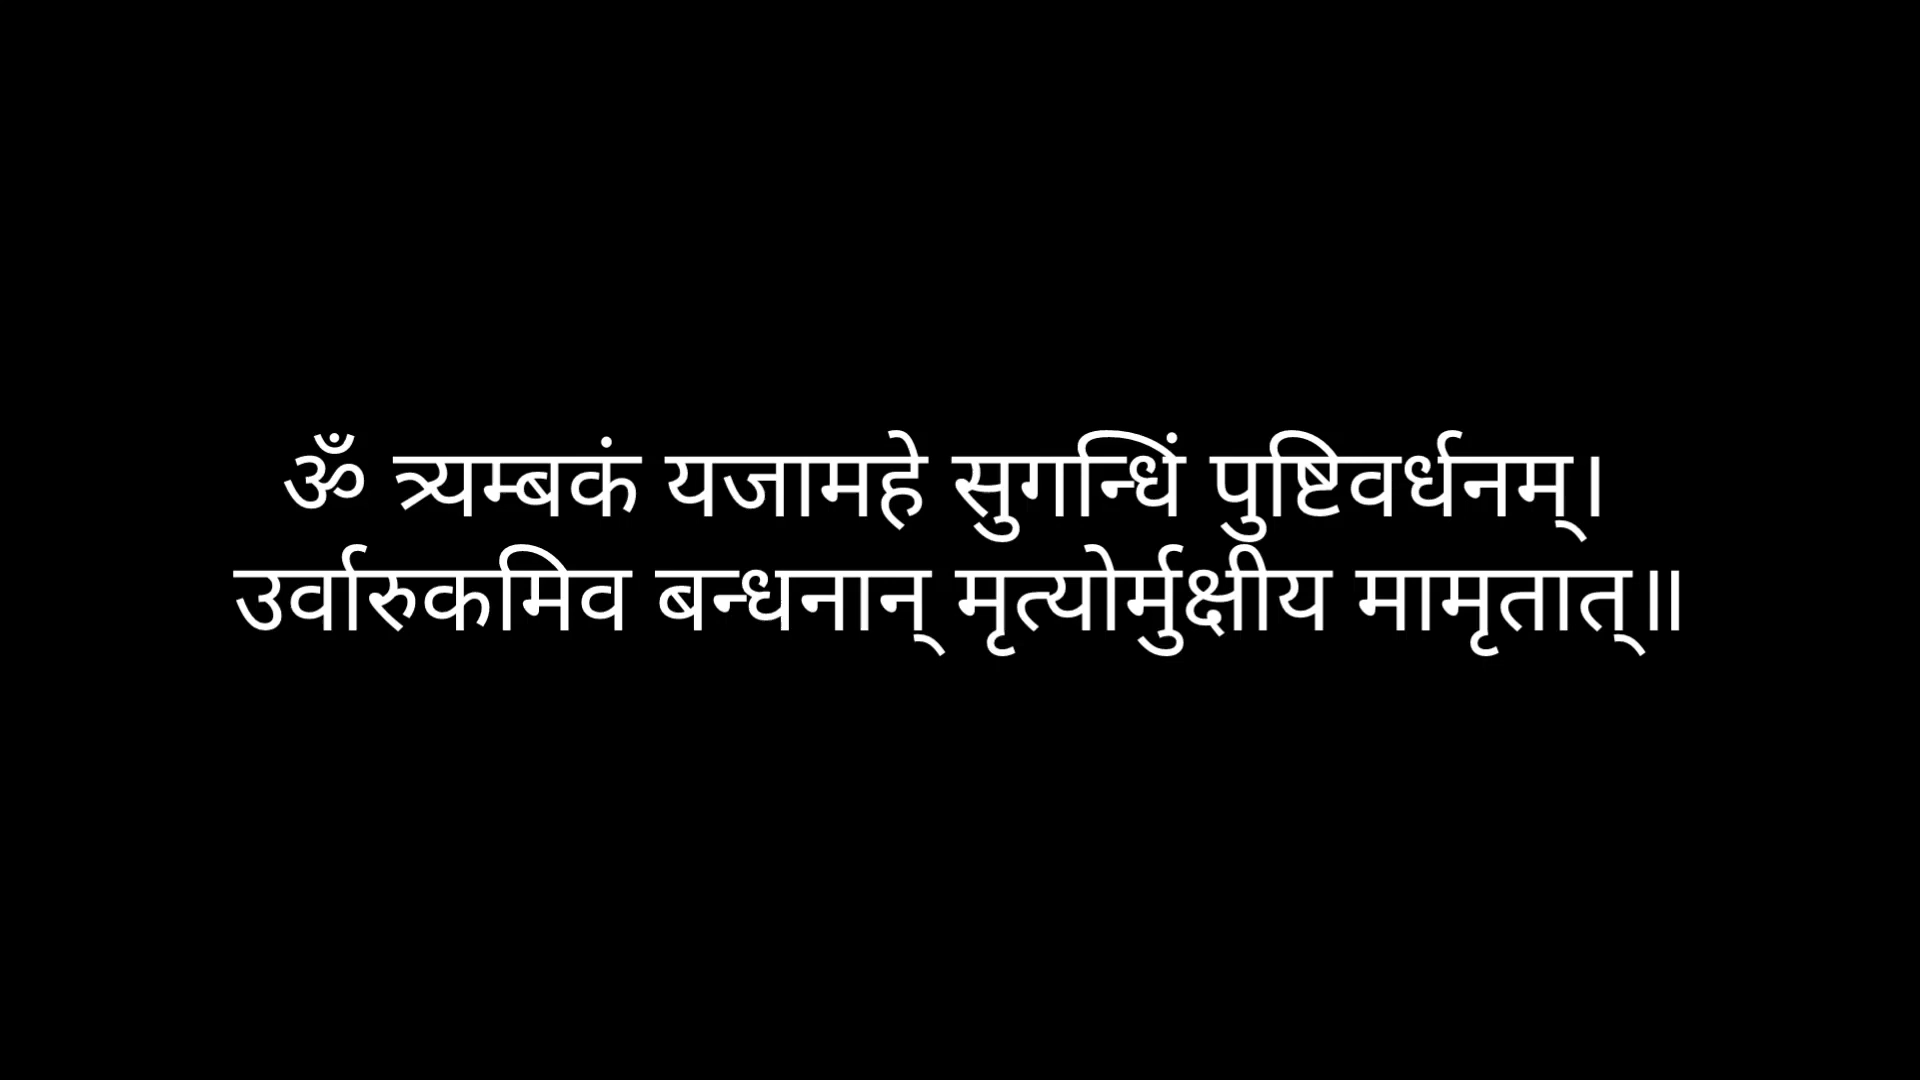 ॐ त्र्यम्बकं यजामहे सुगन्धिं पुष्टिवर्धनम्।
उर्वारुकमिव बन्धनान् मृत्योर्मुक्षीय मामृतात्॥